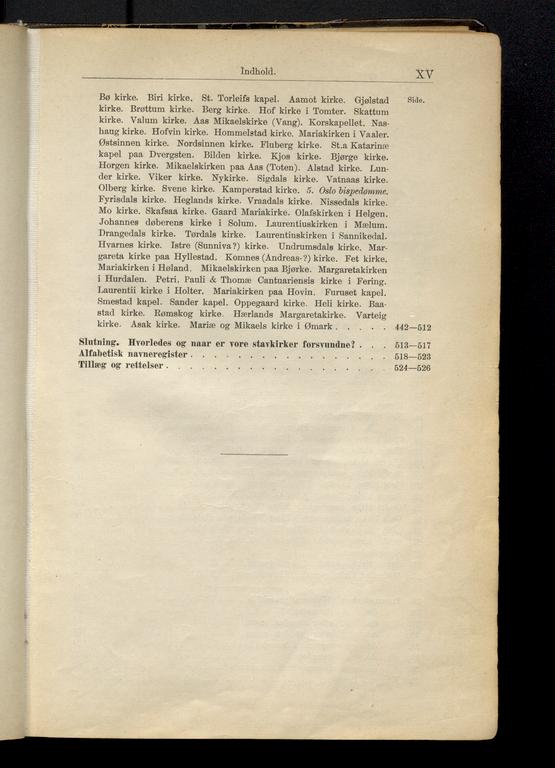 Indhold. XV
Side.
Bø kirke. Biri kirke. St. Torleifs kapel. Aamot kirke. Gjølstad
kirke. Brøttum kirke. Berg kirke. Hof kirke i Tomter. Skattum
kirke. Valum kirke. Aas Mikaelskirke (Vang). Korskapellet. Nas-
haug kirke. Hofvin kirke. Hommelstad kirke. Mariakirken i Vaaler.
Østsinnen kirke. Nordsinnen kirke. Fluberg kirke. St.a Katarinæ
kapel paa Dvergsten. Bilden kirke. Kjos kirke. Bjørge kirke.
Horgen kirke. Mikaelskirken paa Aas (Toten). Alstad kirke. Lun-
der kirke. Viker kirke. Nykirke. Sigdals kirke. Vatnaas kirke.
Olberg kirke. Svene kirke. Kamperstad kirke. 5. Oslo bispedømme.
Fyrisdals kirke. Heglands kirke. Vraadals kirke. Nissedals kirke.
Mo kirke. Skafsaa kirke. Gaard Mariakirke. Olafskirken i Helgen.
Johannes døberens kirke i Solum. Laurentiuskirken i Mælum.
Drangedals kirke. Tørdals kirke. Laurentiuskirken i Sannikedal.
Hvarnes kirke. Istre (Sunniva?) kirke. Undrumsdals kirke. Mar-
gareta kirke paa Hyllestad. Komnes (Andreas-?) kirke. Fet kirke.
Mariakirken i Høland. Mikaelskirken paa Bjørke. Margaretakirken
i Hurdalen. Petri, Pauli & Thomæ Cantuariensis kirke i Fering.
Laurentii kirke i Holter. Mariakirken paa Hovin. Furuset kapel.
Smestad kapel. Sander kapel. Oppegaard kirke. Heli kirke. Baa-
stad kirke. Rømskog kirke. Hærlands Margaretakirke. Varteig
kirke. Asak kirke. Mariæ og Mikaels kirke i Ømark . . . . . 442—512
Slutning. Hvorledes og naar er vore stavkirker forsvundne? . . . 513—517
Alfabetisk navneregister . . . . . . . . . . . . . . . . . 518—523
Tillæg og rettelser . . . . . . . . . . . . . . . . . . . 524—526